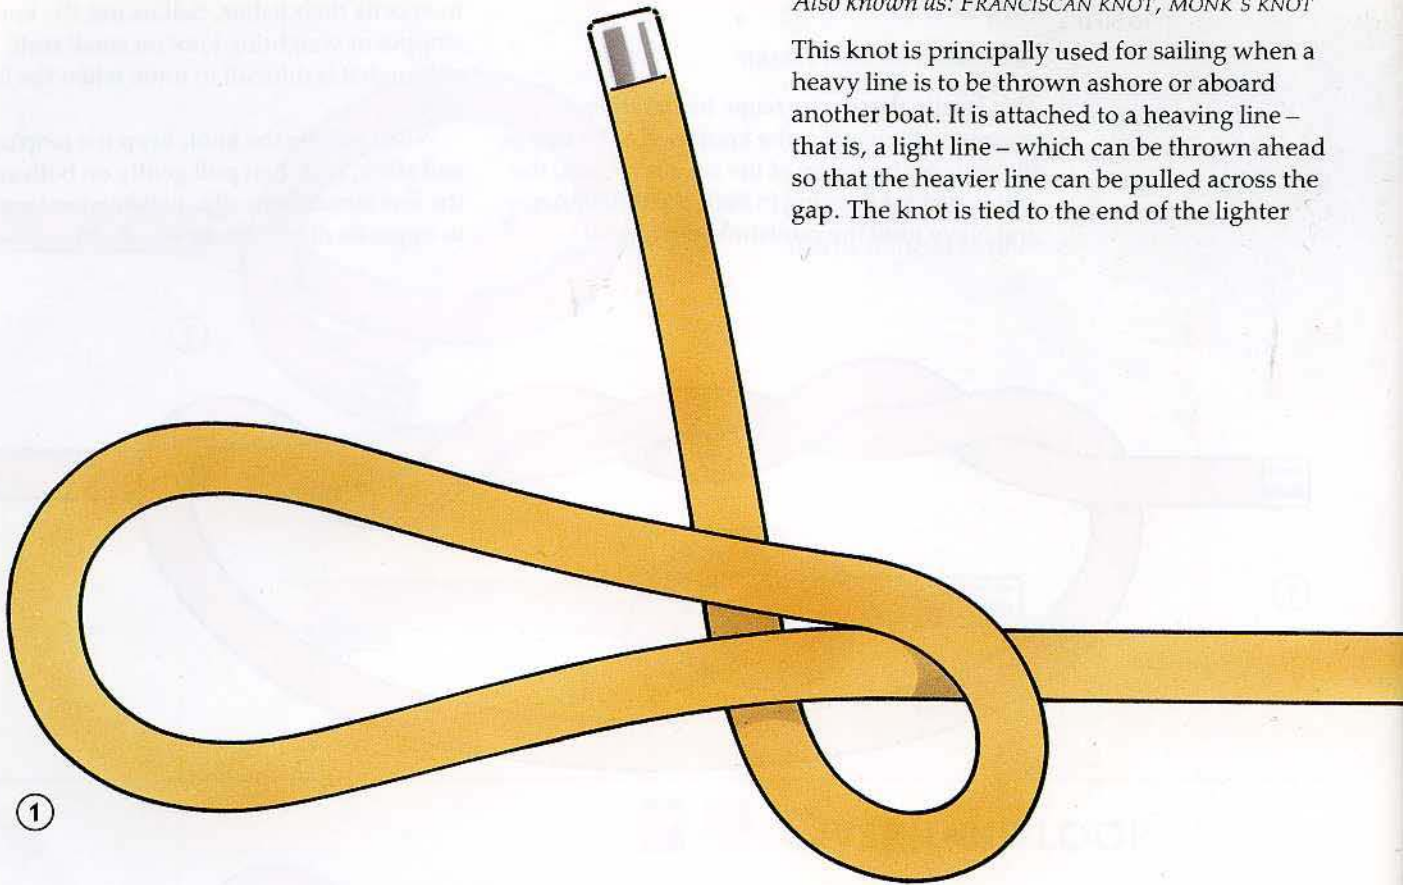 Also known as: FRANCISCAN KNOT, MONK'S KNOT
This knot is principally used for sailing when a
heavy line is to be thrown ashore or aboard
another boat. It is attached to a heaving line –
that is, a light line – which can be thrown ahead
so that the heavier line can be pulled across the
gap. The knot is tied to the end of the lighter
1